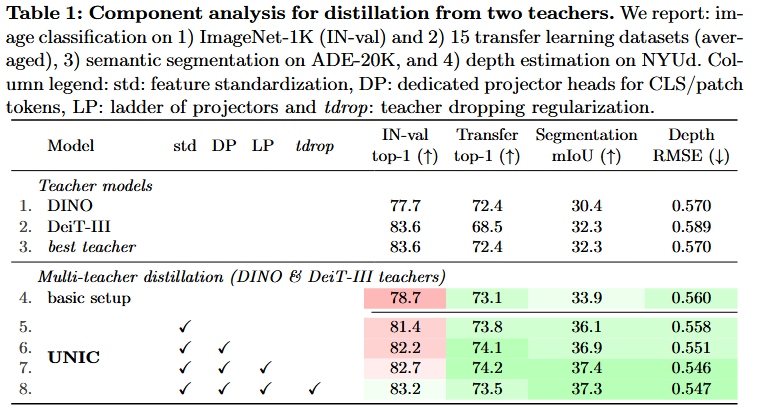 Table 1: Component analysis for distillation from two teachers. We report: im-
age classification on 1) ImageNet-1K (IN-val) and 2) 15 transfer learning datasets (aver-
aged), 3) semantic segmentation on ADE-20K, and 4) depth estimation on NYUd. Col-
umn legend: std: feature standardization, DP: dedicated projector heads for CLS/patch
tokens, LP: ladder of projectors and tdrop: teacher dropping regularization.
Model std DP LP tdrop IN-val top-1 (↑) Transfer top-1 (↑) Segmentation mIoU (↑) Depth RMSE (↓)
Teacher models
1. DINO 77.7 72.4 30.4 0.570
2. DeiT-III 83.6 68.5 32.3 0.589
3. best teacher 83.6 72.4 32.3 0.570
Multi-teacher distillation (DINO & DeiT-III teachers)
4. basic setup 78.7 73.1 33.9 0.560
5. ✓ 81.4 73.8 36.1 0.558
6. ✓ ✓ 82.2 74.1 36.9 0.551
UNIC
7. ✓ ✓ ✓ 82.7 74.2 37.4 0.546
8. ✓ ✓ ✓ ✓ 83.2 73.5 37.3 0.547